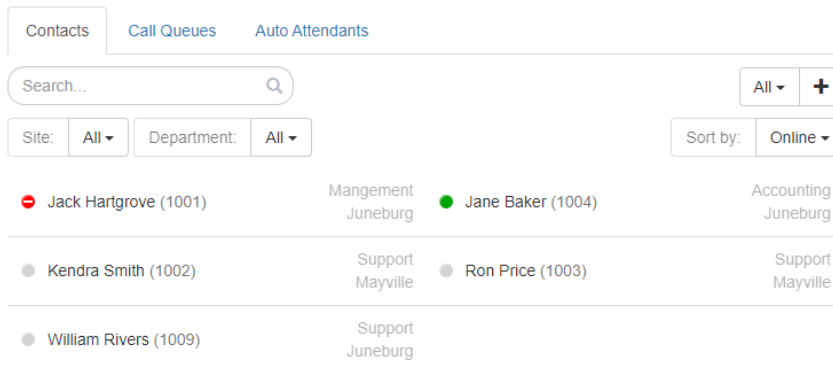 Contacts Call Queues Auto Attendants
Search... All +
Site: All Department: All Sort by: Online
Jack Hartgrove (1001) Mangement Juneburg
Jane Baker (1004) Accounting Juneburg
Kendra Smith (1002) Support Mayville
Ron Price (1003) Support Mayville
William Rivers (1009) Support Juneburg